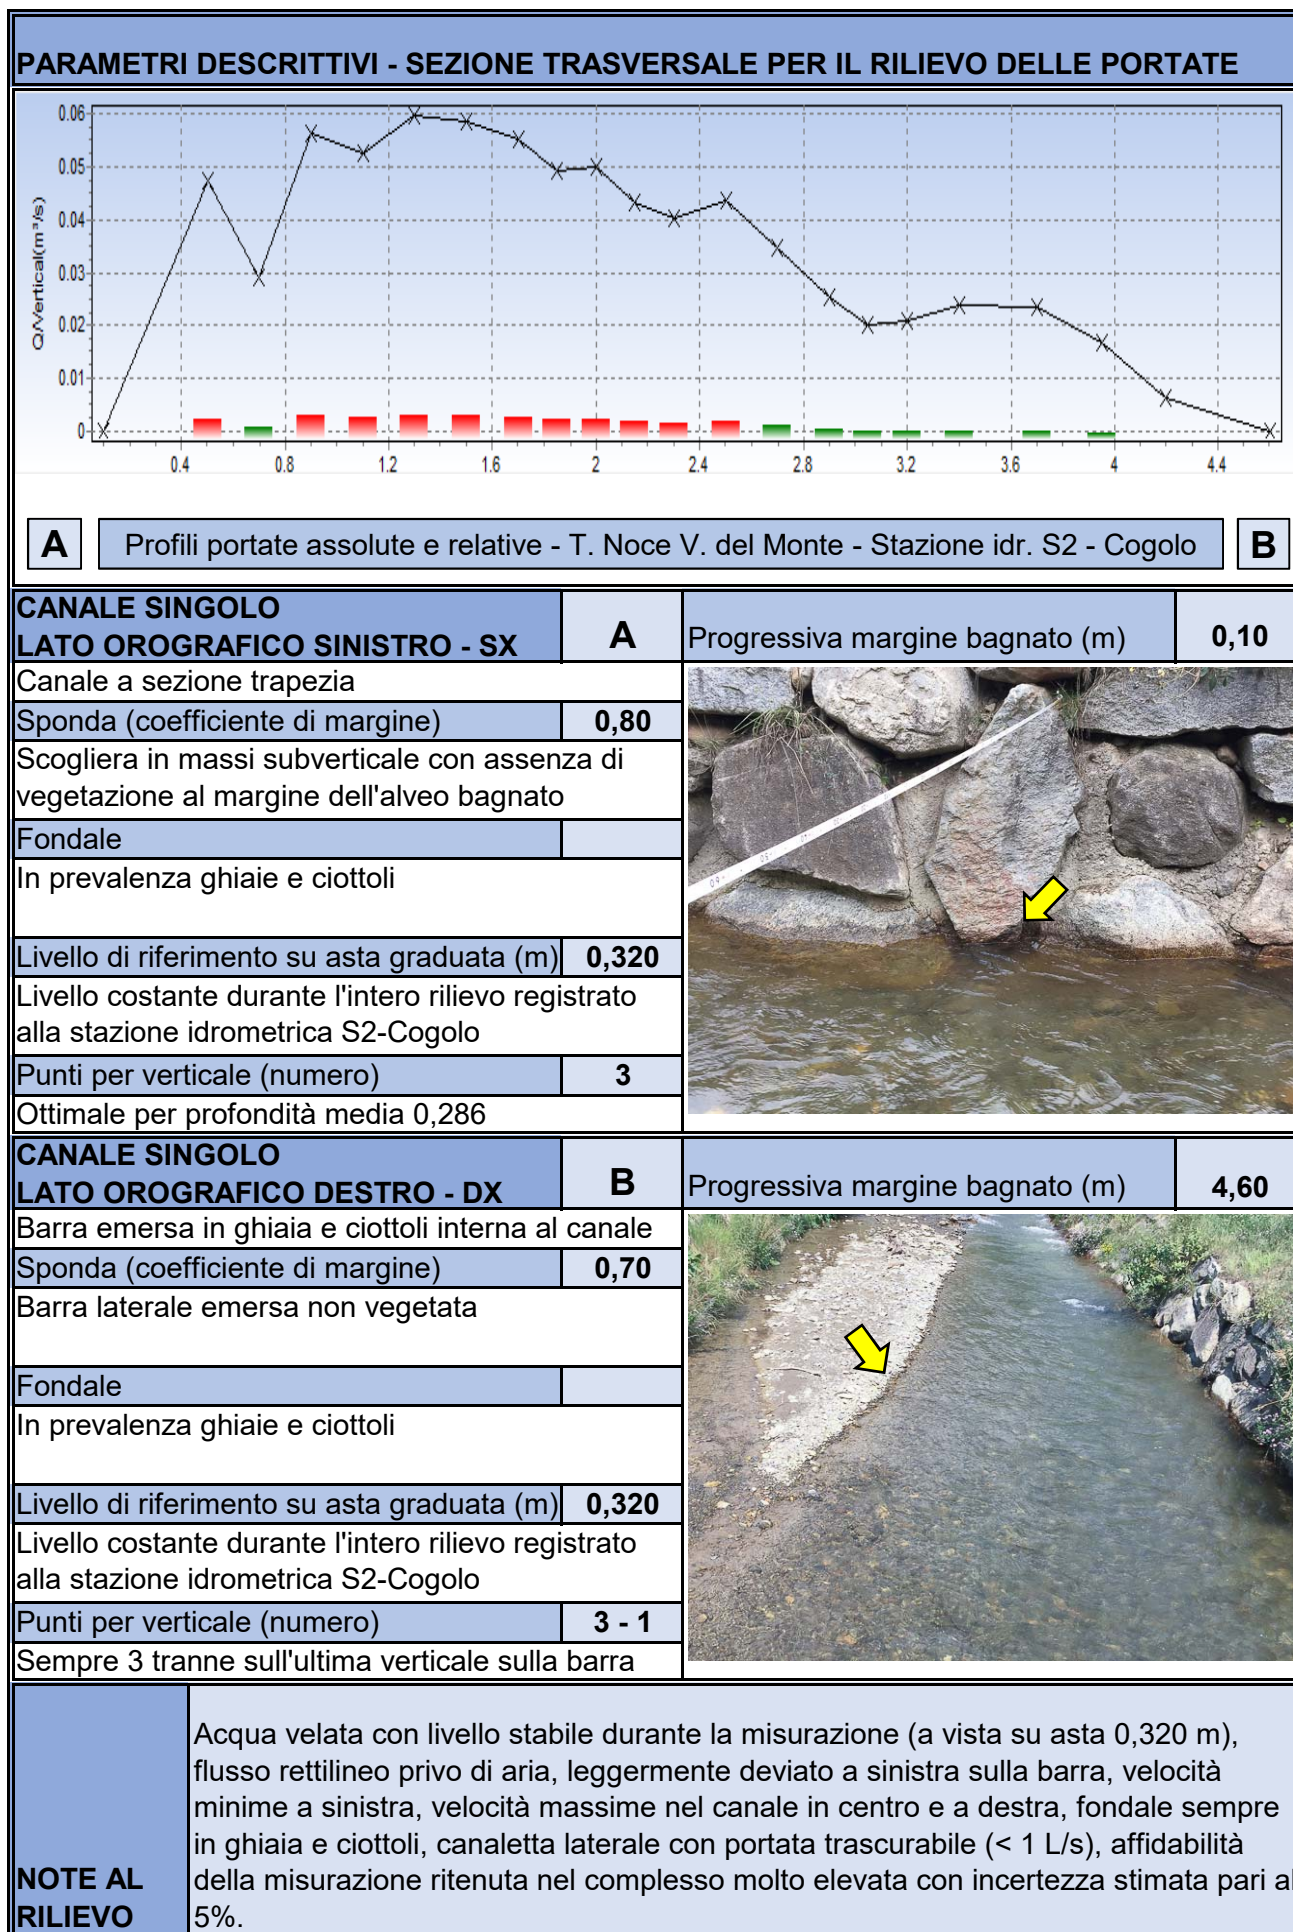 PARAMETRI DESCRITTIVI - SEZIONE TRASVERSALE PER IL RILIEVO DELLE PORTATE
Q/Vertical(m³/s)
0.06
0.05
0.04
0.03
0.02
0.01
0
0.4 0.8 1.2 1.6 2 2.4 2.8 3.2 3.6 4 4.4
A Profili portate assolute e relative - T. Noce V. del Monte - Stazione idr. S2 - Cogolo B
CANALE SINGOLO
LATO OROGRAFICO SINISTRO - SX A Progressiva margine bagnato (m) 0,10
Canale a sezione trapezia
Sponda (coefficiente di margine) 0,80
Scogliera in massi subverticale con assenza di
vegetazione al margine dell'alveo bagnato
Fondale
In prevalenza ghiaie e ciottoli
Livello di riferimento su asta graduata (m) 0,320
Livello costante durante l'intero rilievo registrato
alla stazione idrometrica S2-Cogolo
Punti per verticale (numero) 3
Ottimale per profondità media 0,286
CANALE SINGOLO
LATO OROGRAFICO DESTRO - DX B Progressiva margine bagnato (m) 4,60
Barra emersa in ghiaia e ciottoli interna al canale
Sponda (coefficiente di margine) 0,70
Barra laterale emersa non vegetata
Fondale
In prevalenza ghiaie e ciottoli
Livello di riferimento su asta graduata (m) 0,320
Livello costante durante l'intero rilievo registrato
alla stazione idrometrica S2-Cogolo
Punti per verticale (numero) 3 - 1
Sempre 3 tranne sull'ultima verticale sulla barra
NOTE AL
RILIEVO
Acqua velata con livello stabile durante la misurazione (a vista su asta 0,320 m),
flusso rettilineo privo di aria, leggermente deviato a sinistra sulla barra, velocità
minime a sinistra, velocità massime nel canale in centro e a destra, fondale sempre
in ghiaia e ciottoli, canaletta laterale con portata trascurabile (< 1 L/s), affidabilità
della misurazione ritenuta nel complesso molto elevata con incertezza stimata pari al
5%.